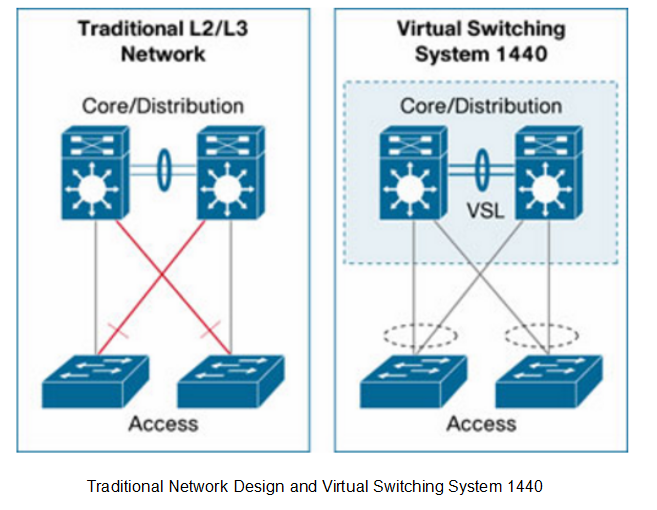 Traditional L2/L3
Network
Core/Distribution
Access
Virtual Switching
System 1440
Core/Distribution
VSL
Access
Traditional Network Design and Virtual Switching System 1440